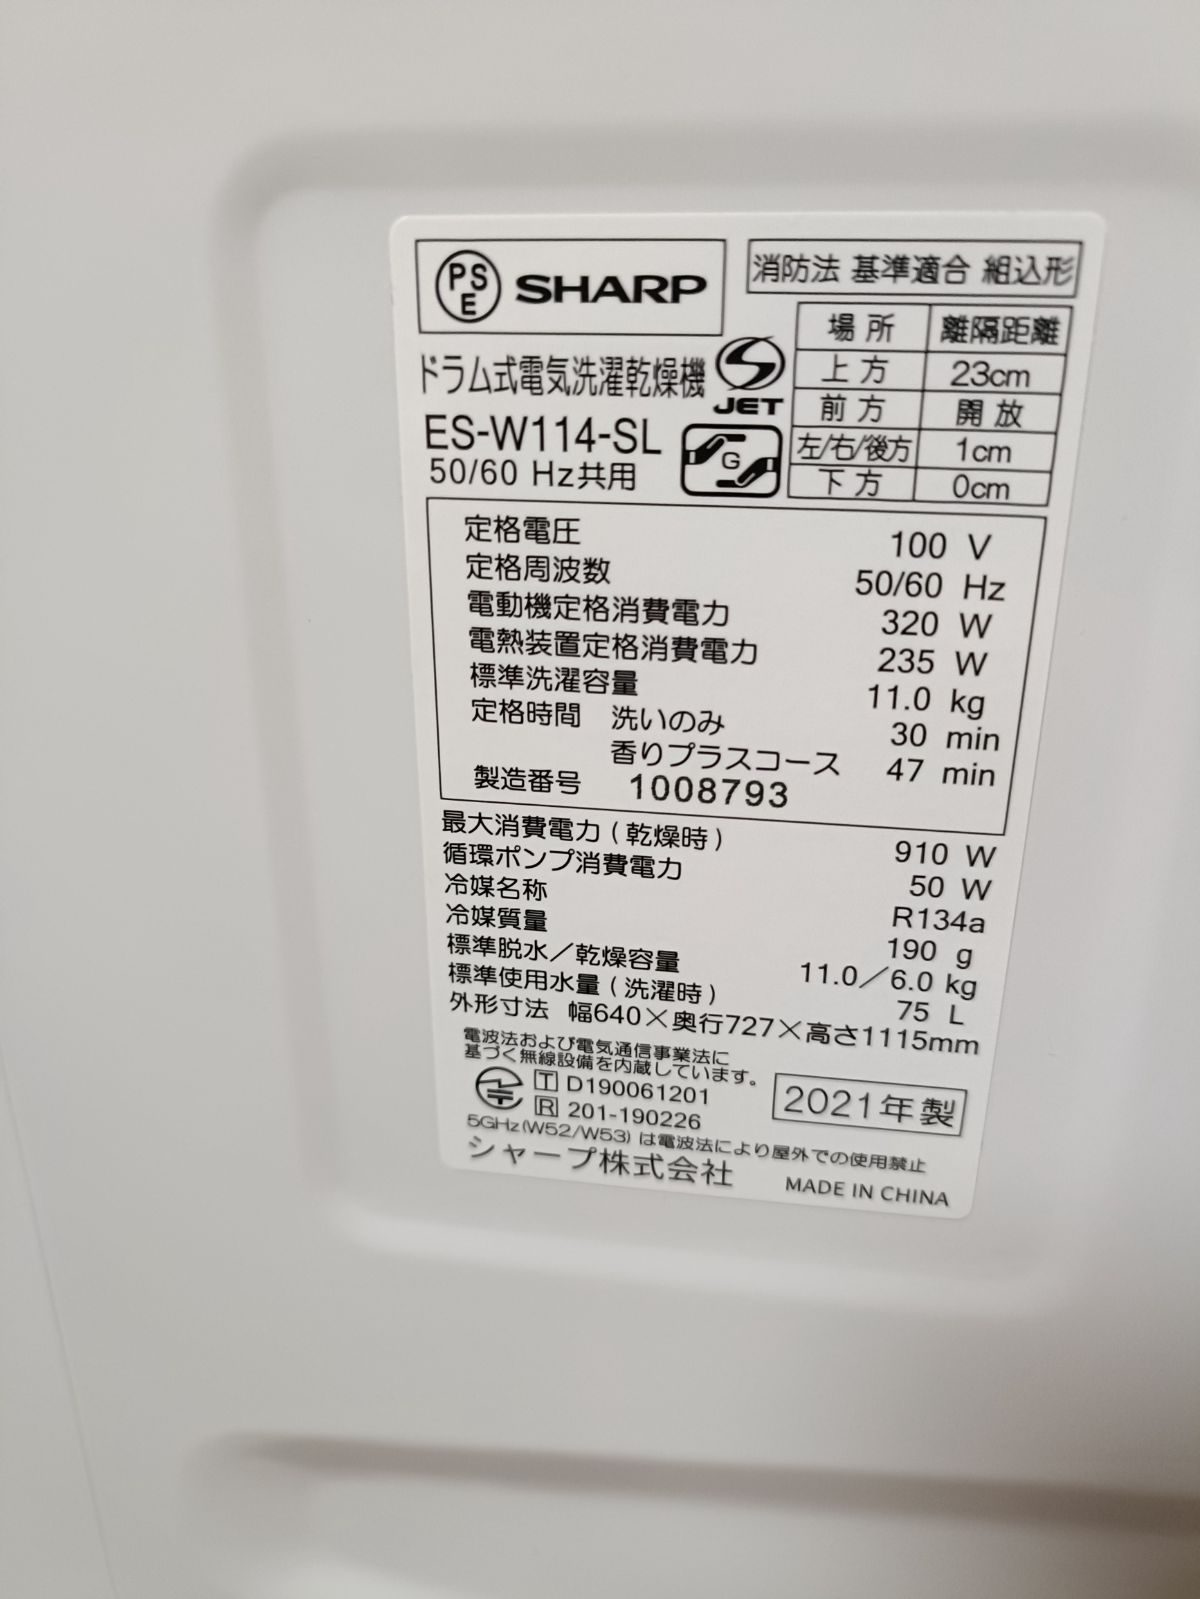 PSE SHARP
消防法 基準適合 組込形
場所 離隔距離
上方 23cm
前方 開放
左/右/後方 1cm
下方 0cm
ドラム式電気洗濯乾燥機
JET
ES-W114-SL
G
50/60 Hz共用
定格電圧 100 V
定格周波数 50/60 Hz
電動機定格消費電力 320 W
電熱装置定格消費電力 235 W
標準洗濯容量 11.0 kg
定格時間 洗いのみ 30 min
香りプラスコース 47 min
製造番号 1008793
最大消費電力(乾燥時) 910 W
循環ポンプ消費電力 50 W
冷媒名称 R134a
冷媒質量 190 g
標準脱水/乾燥容量 11.0/6.0 kg
標準使用水量(洗濯時) 75 L
外形寸法 幅640×奥行727×高さ1115mm
電波法および電気通信事業法に
基づく無線設備を内蔵しています。
T D190061201
R 201-190226
2021年製
5GHz(W52/W53)は電波法により屋外での使用禁止
シャープ株式会社
MADE IN CHINA